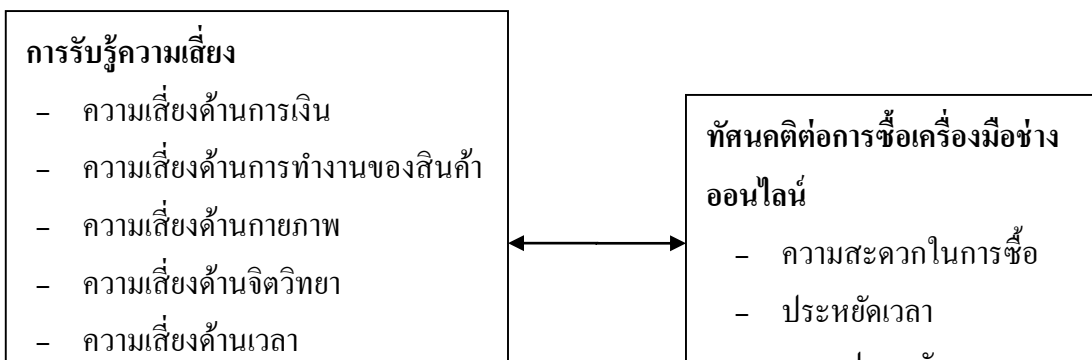 การรับรู้ความเสี่ยง
– ความเสี่ยงด้านการเงิน
– ความเสี่ยงด้านการทำงานของสินค้า
– ความเสี่ยงด้านกายภาพ
– ความเสี่ยงด้านจิตวิทยา
– ความเสี่ยงด้านเวลา
ทัศนคติต่อการซื้อเครื่องมือช่าง
ออนไลน์
– ความสะดวกในการซื้อ
– ประหยัดเวลา